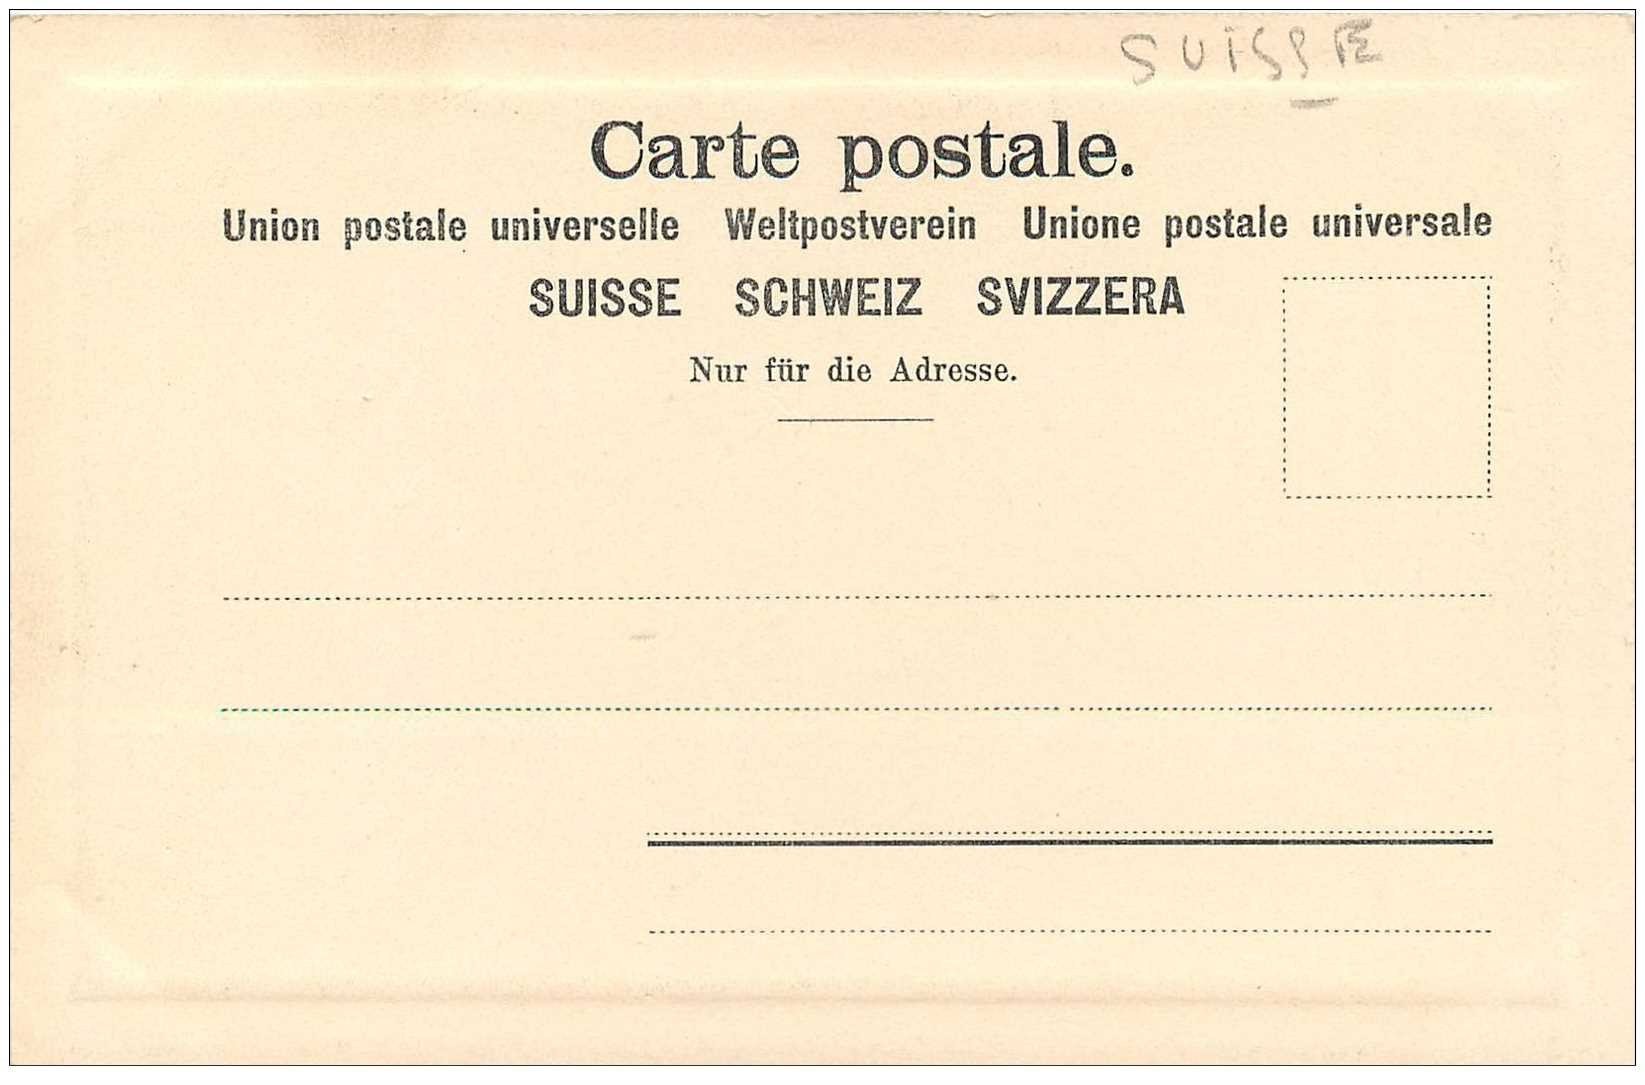 SUISSE
Carte postale.
Union postale universelle Weltpostverein Unione postale universale
SUISSE SCHWEIZ SVIZZERA
Nur für die Adresse.